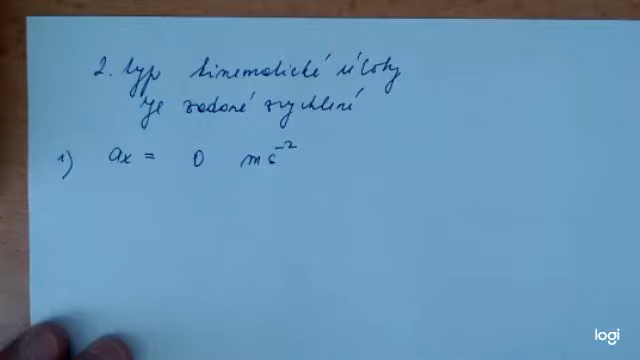 2. typ kinematické úlohy
je zadané zrychlení
1) ax = 0 ms⁻²
logi